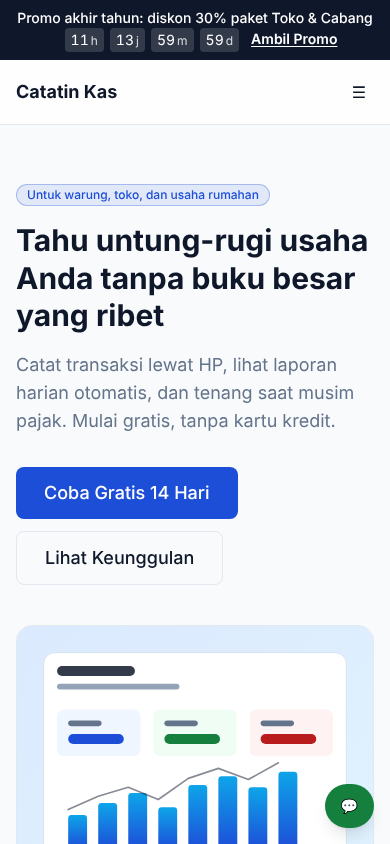 Promo akhir tahun: diskon 30% paket Toko & Cabang
11h 13j 59m 59d Ambil Promo
Catatin Kas
Untuk warung, toko, dan usaha rumahan
Tahu untung-rugi usaha
Anda tanpa buku besar
yang ribet
Catat transaksi lewat HP, lihat laporan
harian otomatis, dan tenang saat musim
pajak. Mulai gratis, tanpa kartu kredit.
Coba Gratis 14 Hari
Lihat Keunggulan